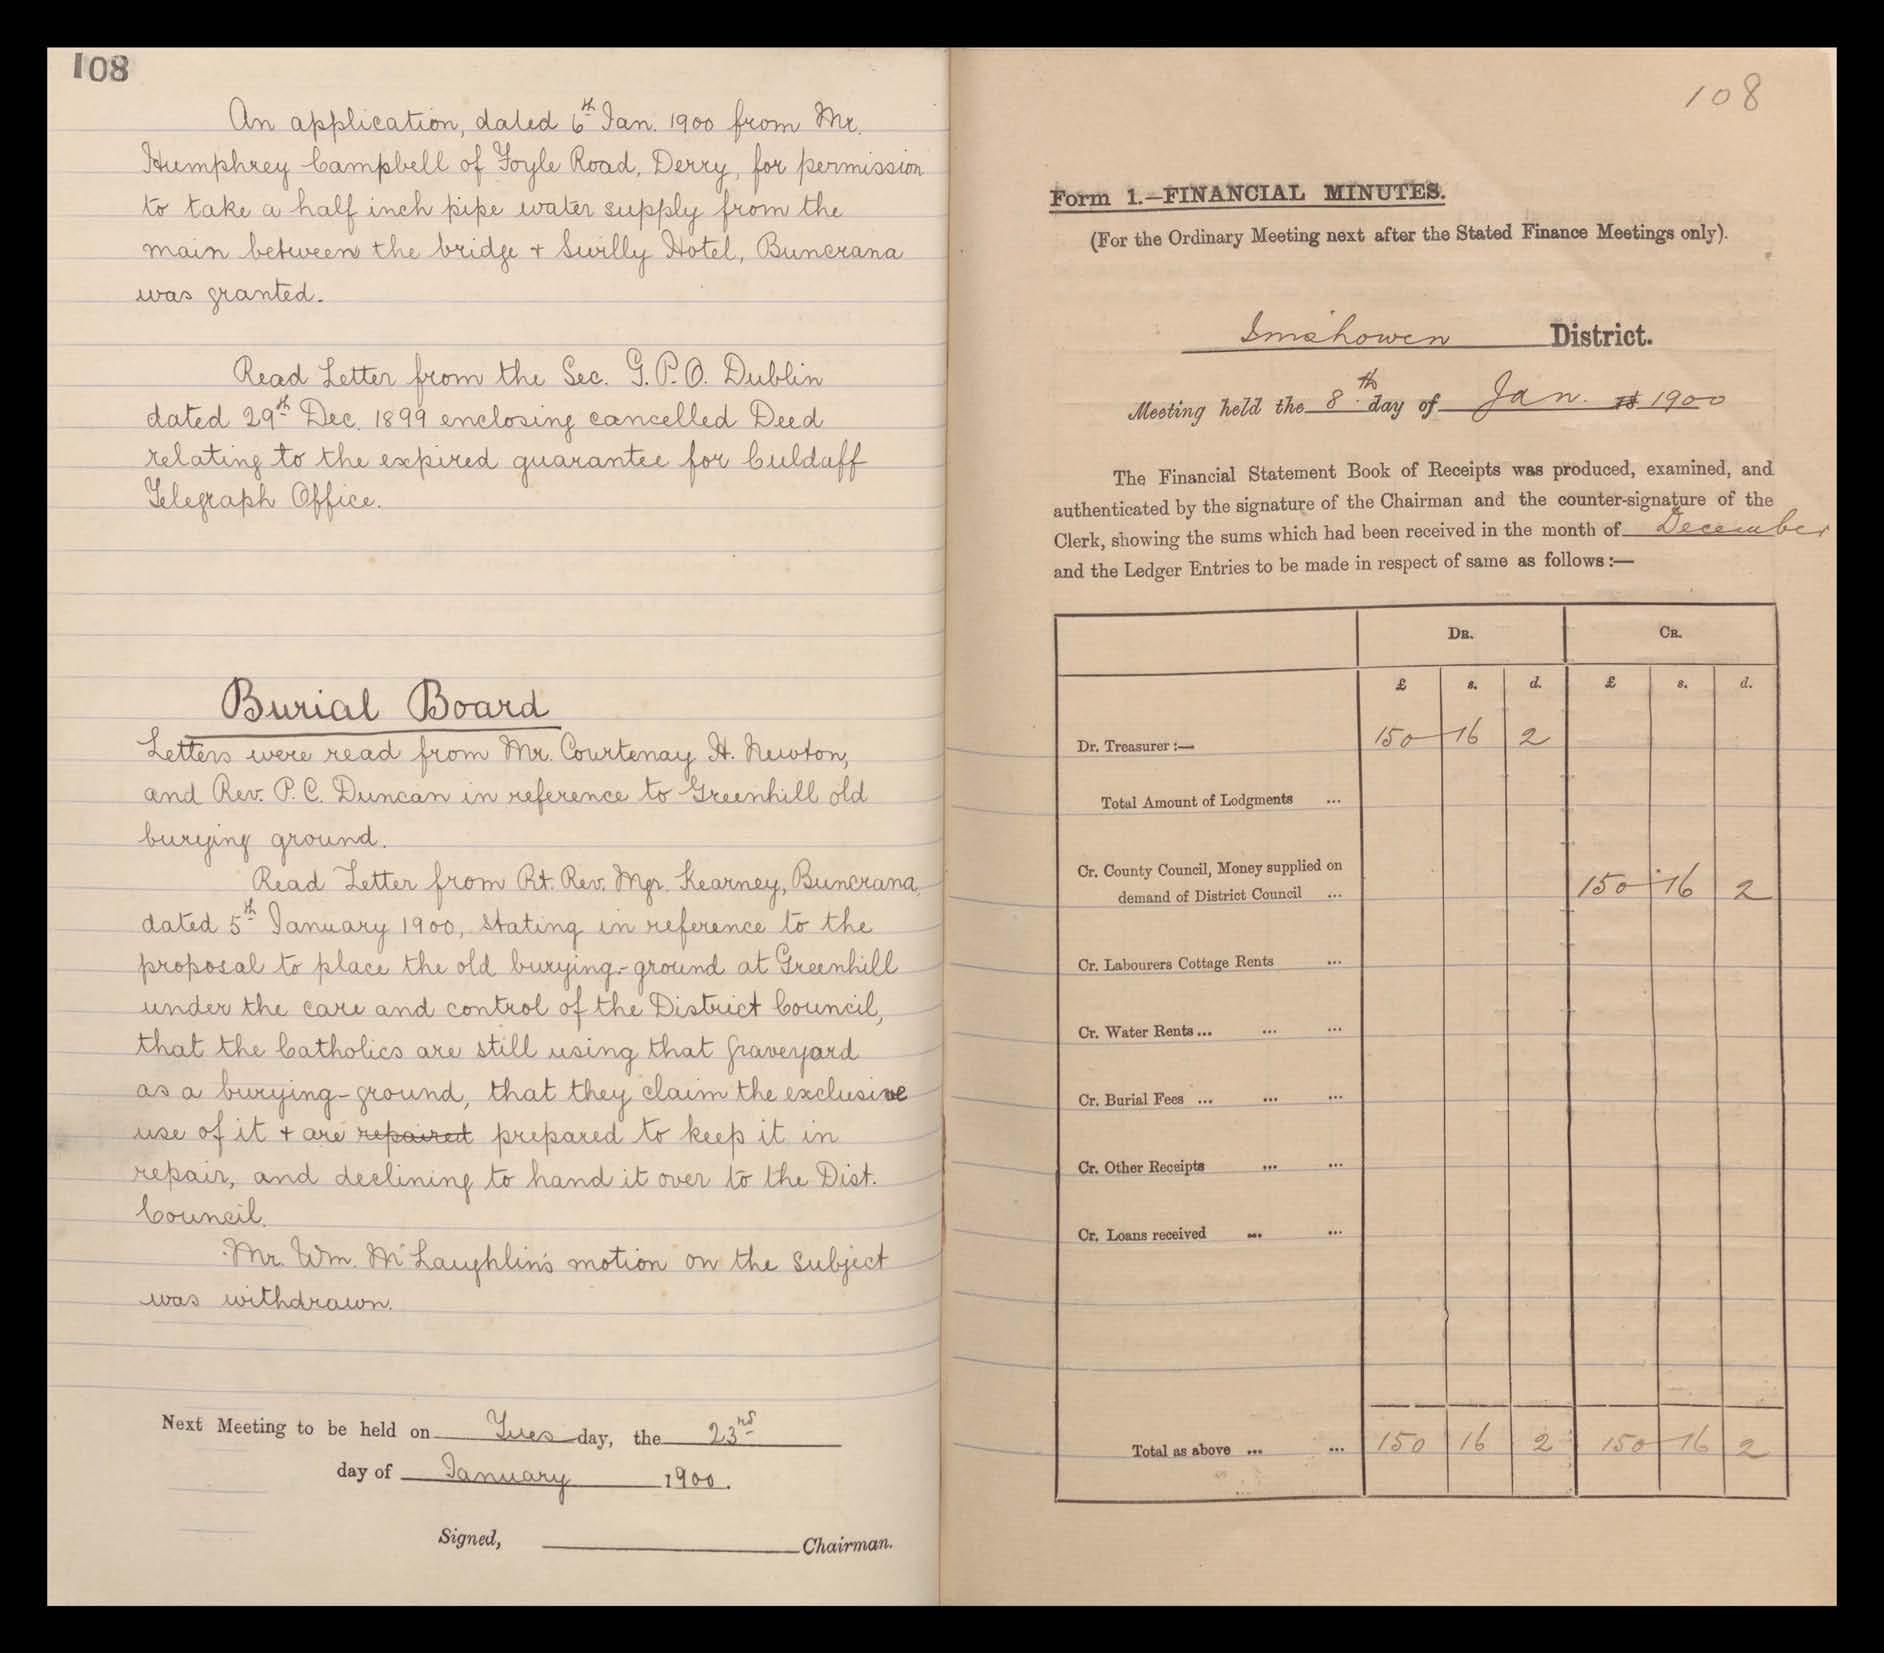 108
An application, dated 6th Jan. 1900 from Mr.
Humphrey Campbell of Foyle Road, Derry, for permission
to take a half inch pipe water supply from the
main between the bridge + Swilly Hotel, Buncrana
was granted.
Read Letter from the Sec. G.P.O. Dublin
dated 29th Dec. 1899 enclosing cancelled Deed
relating to the expired guarantee for Culdaff
Telegraph Office.
Burial Board
Letters were read from Mr. Courtenay H. Newton,
and Rev. P.C. Duncan in reference to Greenhill old
burying ground.
Read Letter from Rt. Rev. Mgr. Kearney, Buncrana,
dated 5th January 1900, stating in reference to the
proposal to place the old burying-ground at Greenhill
under the care and control of the District Council,
that the Catholics are still using that graveyard
as a burying-ground, that they claim the exclusive
use of it + are repaired prepared to keep it in
repair, and declining to hand it over to the Dist.
Council.
Mr. Wm. McLaughlin's motion on the subject
was withdrawn.
Next Meeting to be held on Tuesday, the 23rd
day of January 1900.
Signed, Chairman.
108
Form 1.—FINANCIAL MINUTES.
(For the Ordinary Meeting next after the Stated Finance Meetings only).
Inishowen District.
Meeting held the 8th day of Jan. 18 1900
The Financial Statement Book of Receipts was produced, examined, and
authenticated by the signature of the Chairman and the counter-signature of the
Clerk, showing the sums which had been received in the month of December
and the Ledger Entries to be made in respect of same as follows:—
Dr. Cr.
£ s. d. £ s. d.
Dr. Treasurer:— 150 16 2
Total Amount of Lodgments ...
Cr. County Council, Money supplied on
demand of District Council ... 150 16 2
Cr. Labourers Cottage Rents ...
Cr. Water Rents ... ... ...
Cr. Burial Fees ... ... ...
Cr. Other Receipts ... ...
Cr. Loans received ... ...
Total as above ... ... 150 16 2 150 16 2